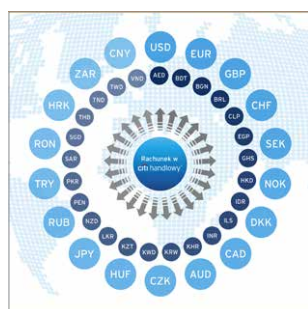 USD
EUR
GBP
CHF
SEK
NOK
DKK
CAD
AUD
CZK
HUF
JPY
RUB
TRY
RON
HRK
ZAR
CNY
AED
BDT
BGN
BRL
CLP
EGP
GHS
HKD
IDR
ILS
INR
KHR
KRW
KWD
KZT
LKR
NZD
PEN
PKR
SAR
SGD
THB
TND
TWD
VND
Rachunek w
citi handlowy